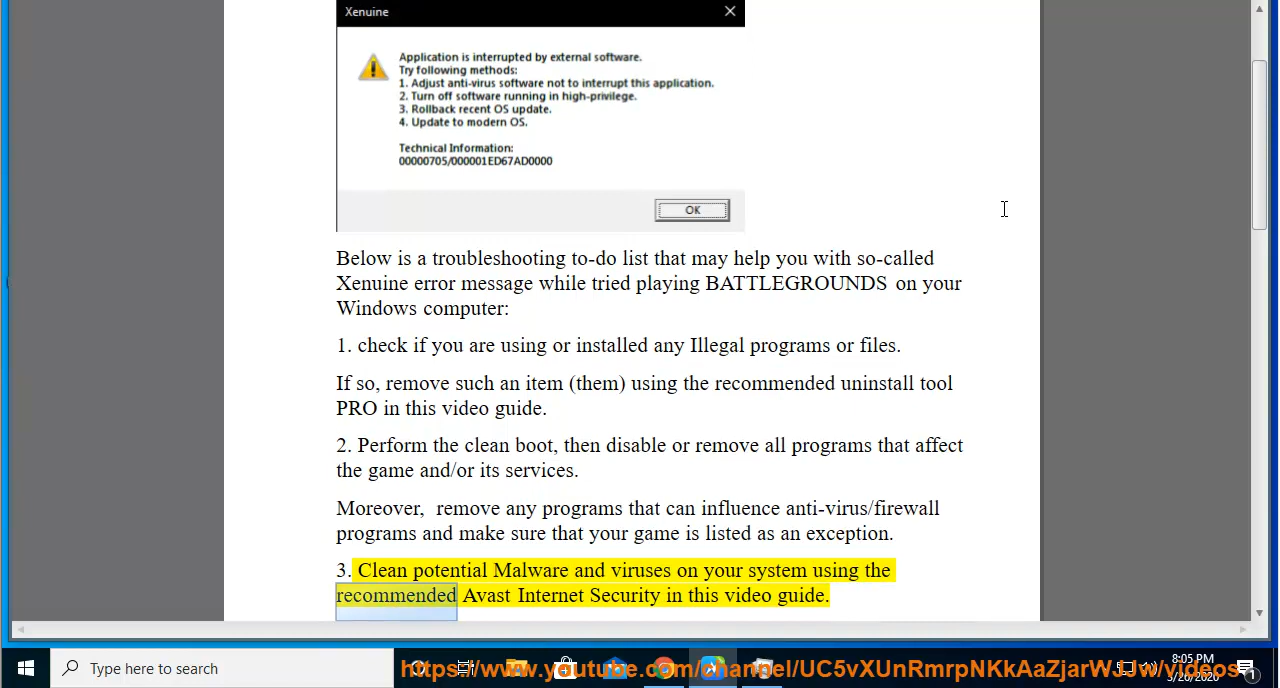 Xenuine
Application is interrupted by external software.
Try following methods:
1. Adjust anti-virus software not to interrupt this application.
2. Turn off software running in high-privilege.
3. Rollback recent OS update.
4. Update to modern OS.
Technical Information:
00000705/000001ED67AD0000
OK
Below is a troubleshooting to-do list that may help you with so-called
Xenuine error message while tried playing BATTLEGROUNDS on your
Windows computer:
1. check if you are using or installed any Illegal programs or files.
If so, remove such an item (them) using the recommended uninstall tool
PRO in this video guide.
2. Perform the clean boot, then disable or remove all programs that affect
the game and/or its services.
Moreover,  remove any programs that can influence anti-virus/firewall
programs and make sure that your game is listed as an exception.
3. Clean potential Malware and viruses on your system using the
recommended Avast Internet Security in this video guide.
Type here to search
https://www.youtube.com/channel/UC5vXUnRmrpNKkAaZjarWJJw/videos
8:05 PM
3/26/2020
1